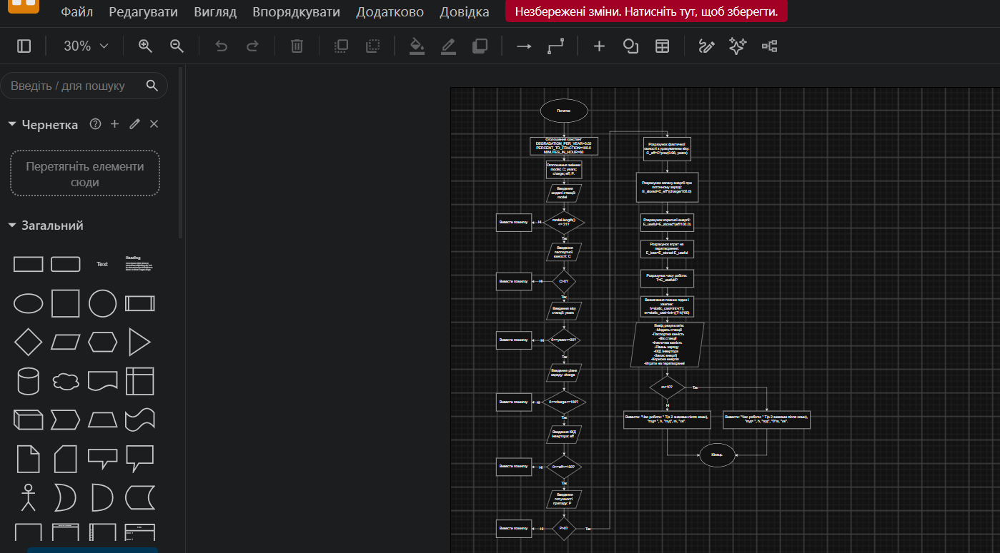 Файл Редагувати Вигляд Впорядкувати Додатково Довідка Незбережені зміни. Натисніть тут, щоб зберегти.
30%
Введіть / для пошуку
Чернетка
Перетягніть елементи
сюди
Загальний
Text
Heading
Початок
Оголошення констант
DEGRADATION_PER_YEAR=0.02
PERCENT_TO_FRACTION=100.0
MINUTES_IN_HOUR=60
Оголошення змінних:
model; C; years;
charge; eff; P.
Введення
моделі станції:
model
model.length()
<= 31?
Ні
Вивести помилку
Так
Введення
паспортної
ємності: C
C>0?
Ні
Вивести помилку
Так
Введення віку
станції: years
0<=years<=20?
Ні
Вивести помилку
Так
Введення рівня
заряду: charge
0<=charge<=100?
Ні
Вивести помилку
Так
Введення ККД
інвертора: eff
0<=eff<=100?
Ні
Вивести помилку
Так
Введення
потужності
приладу: P
P>0?
Ні
Вивести помилку
Так
Розрахунок фактичної
ємності з урахуванням віку:
C_eff=C*pow(0.98, years)
Розрахунок запасу енергії при
поточному заряді:
E_stored=C_eff*(charge/100.0)
Розрахунок корисної енергії:
E_useful=E_stored*(eff/100.0)
Розрахунок втрат на
перетворення:
E_loss=E_stored-E_useful
Розрахунок часу роботи:
T=E_useful/P
Визначення повних годин і
хвилин:
h=static_cast<int>(T);
m=static_cast<int>((T-h)*60)
Вивід результатів:
-Модель станції
-Паспортна ємність
-Вік станції
-Фактична ємність
-Рівень заряду
-ККД інвертора
-Запас енергії
-Корисна енергія
-Втрати на перетворенні
m<10?
Так
Ні
Вивести: "Час роботи: " T(з 2 знаками після коми),
"год= ", h, "год", m, "хв".
Вивести: "Час роботи: " T(з 2 знаками після коми),
"год= ", h, "год", "0"m, "хв".
Кінець